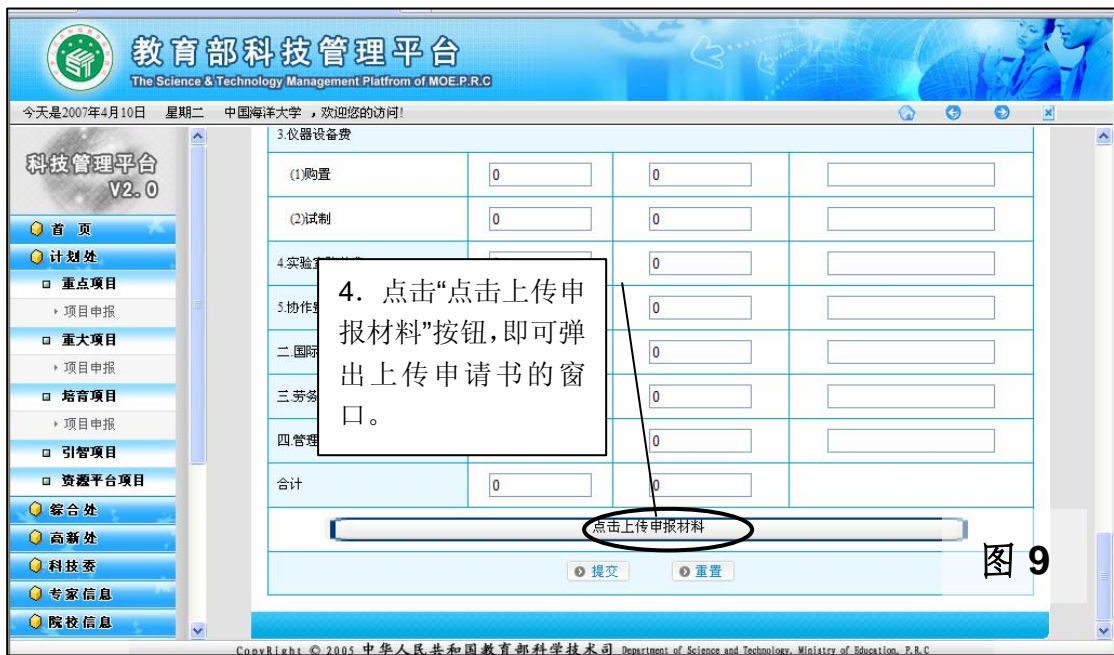 教育部科技管理平台
The Science & Technology Management Platfrom of MOE.P.R.C
今天是2007年4月10日 星期二 中国海洋大学 ，欢迎您的访问!
科技管理平台
V2.0
首 页
计划处
重点项目
项目申报
重大项目
项目申报
培育项目
项目申报
引智项目
资源平台项目
综合处
高新处
科技委
专家信息
院校信息
3.仪器设备费
(1)购置 0 0
(2)试制 0 0
4.实验 0
5.协作 0
二.国际 0
三.劳务 0
四.管理 0
合计 0 0
4．点击“点击上传申
报材料”按钮，即可弹
出上传申请书的窗
口。
点击上传申报材料
提交 重置
图 9
CopyRight © 2005 中华人民共和国教育部科学技术司 Department of Science and Technology, Ministry of Education, P.R.C